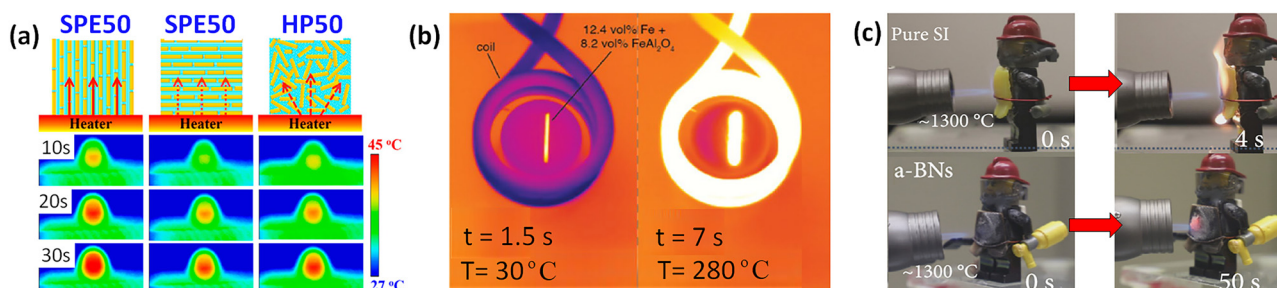 (a)
SPE50 SPE50 HP50
Heater Heater Heater
10s
45 °C
20s
30s
27 °C
(b)
coil
12.4 vol% Fe +
8.2 vol% FeAl₂O₄
t = 1.5 s
T= 30 °C
t = 7 s
T= 280 °C
(c)
Pure SI
~1300 °C
0 s
4 s
a-BNs
~1300 °C
0 s
50 s